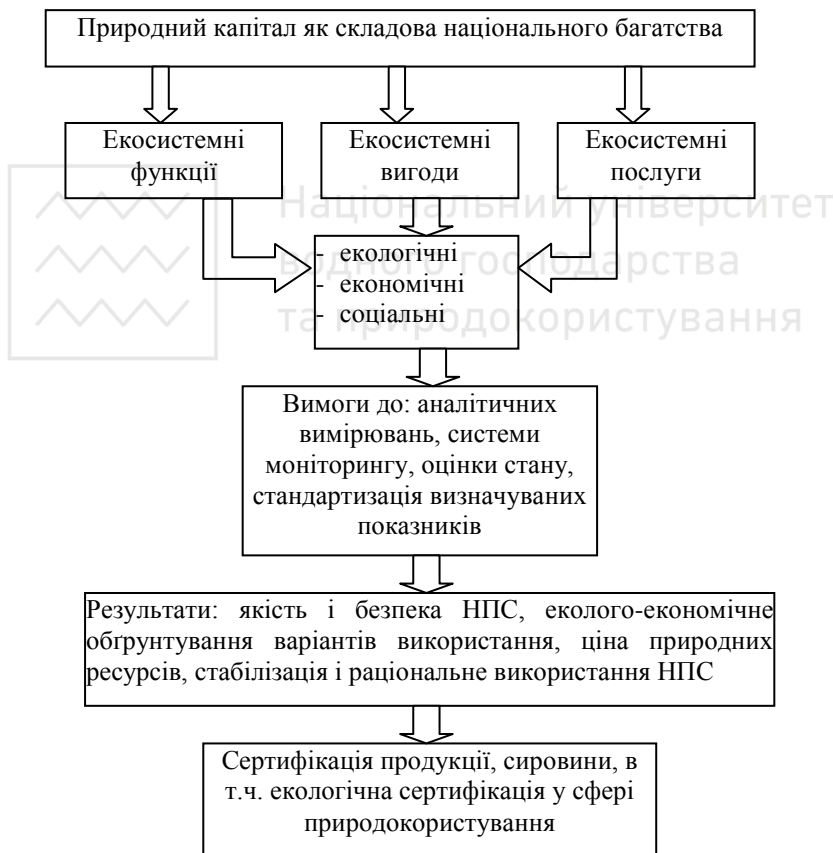 Природний капітал як складова національного багатства
Екосистемні
функції
Екосистемні
вигоди
Екосистемні
послуги
Національний університет
водного господарства
та природокористування
- екологічні
- економічні
- соціальні
Вимоги до: аналітичних
вимірювань, системи
моніторингу, оцінки стану,
стандартизація визначуваних
показників
Результати: якість і безпека НПС, еколого-економічне
обґрунтування варіантів використання, ціна природних
ресурсів, стабілізація і раціональне використання НПС
Сертифікація продукції, сировини, в
т.ч. екологічна сертифікація у сфері
природокористування